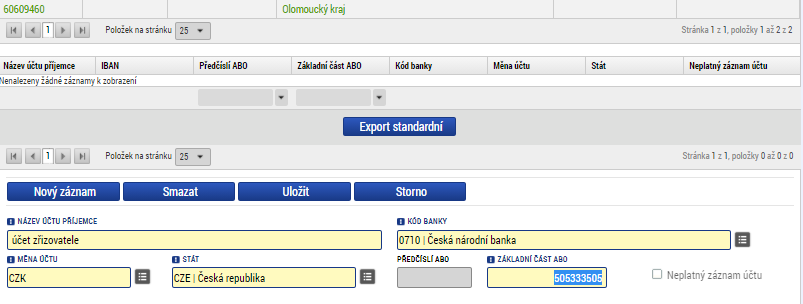 60609460 Olomoucký kraj
1 Položek na stránku 25 Stránka 1 z 1, položky 1 až 2 z 2
Název účtu příjemce IBAN Předčíslí ABO Základní část ABO Kód banky Měna účtu Stát Neplatný záznam účtu
Nenalezeny žádné záznamy k zobrazení
Export standardní
1 Položek na stránku 25 Stránka 1 z 1, položky 0 až 0 z 0
Nový záznam Smazat Uložit Storno
NÁZEV ÚČTU PŘÍJEMCE KÓD BANKY
účet zřizovatele 0710 | Česká národní banka
MĚNA ÚČTU STÁT PŘEDČÍSLÍ ABO ZÁKLADNÍ ČÁST ABO
CZK CZE | Česká republika 505333505 Neplatný záznam účtu